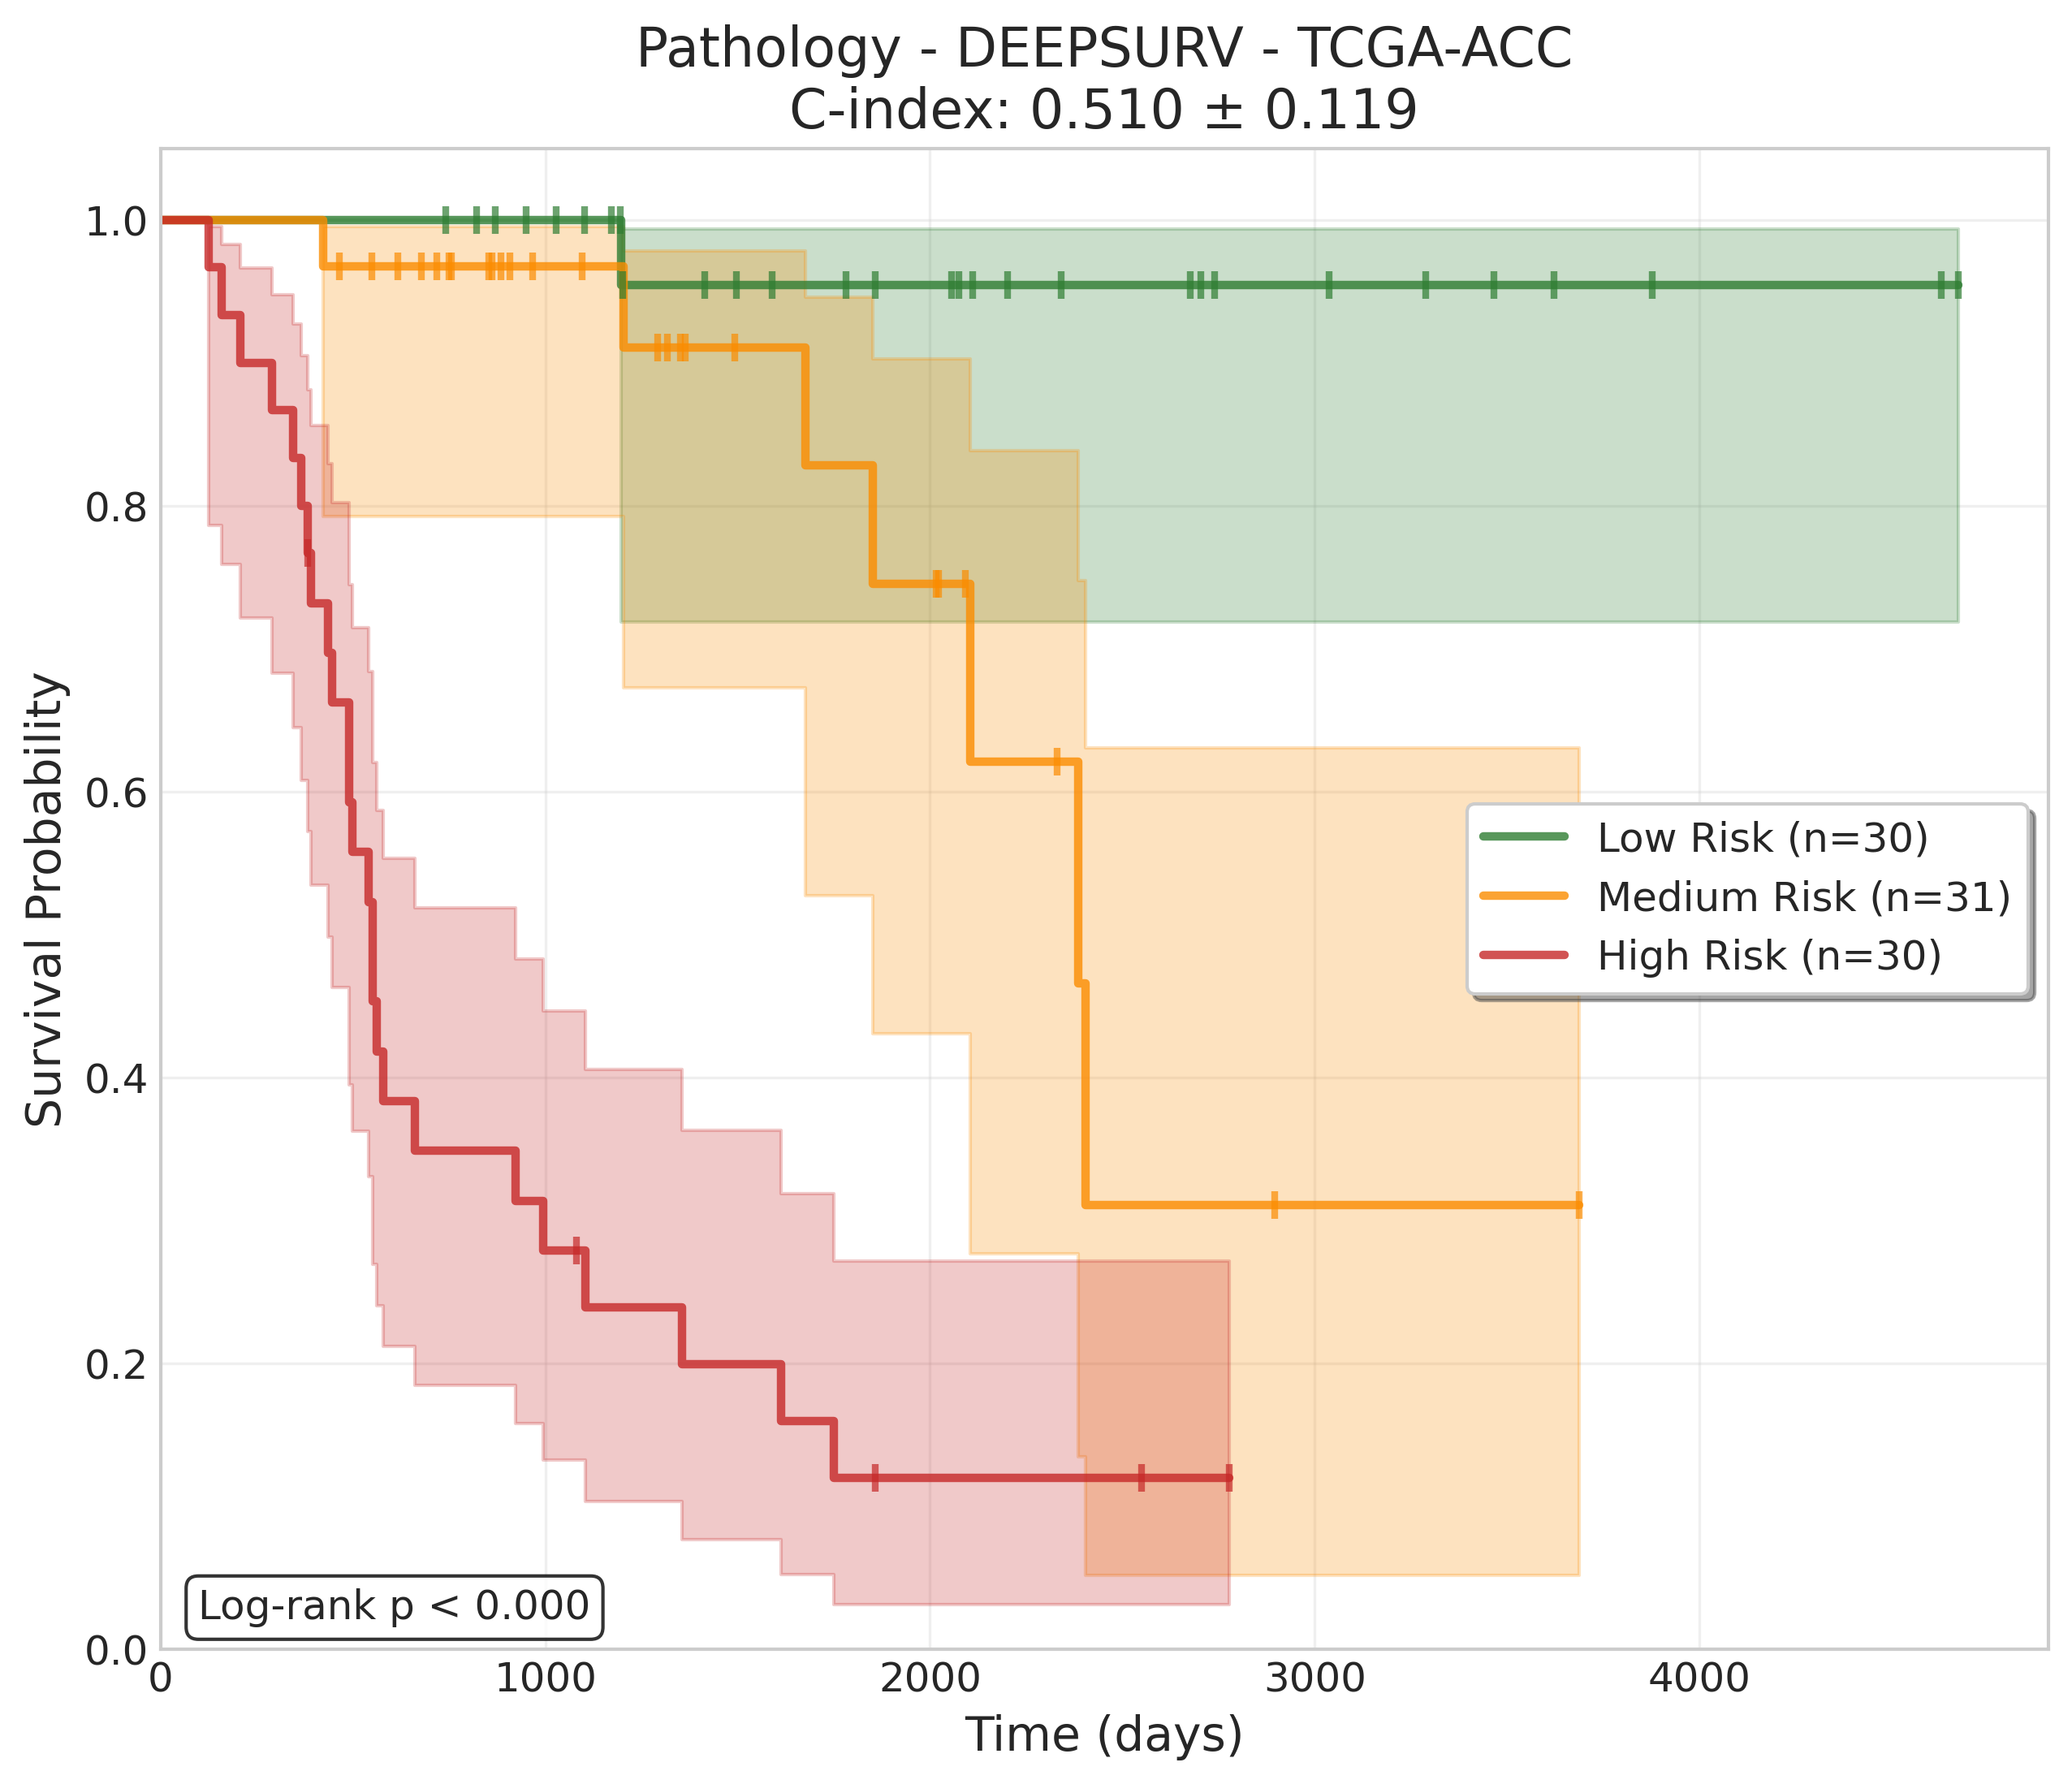 Pathology - DEEPSURV - TCGA-ACC
C-index: 0.510 ± 0.119
Survival Probability
1.0
0.8
0.6
0.4
0.2
0.0
Low Risk (n=30)
Medium Risk (n=31)
High Risk (n=30)
Log-rank p < 0.000
0 1000 2000 3000 4000
Time (days)